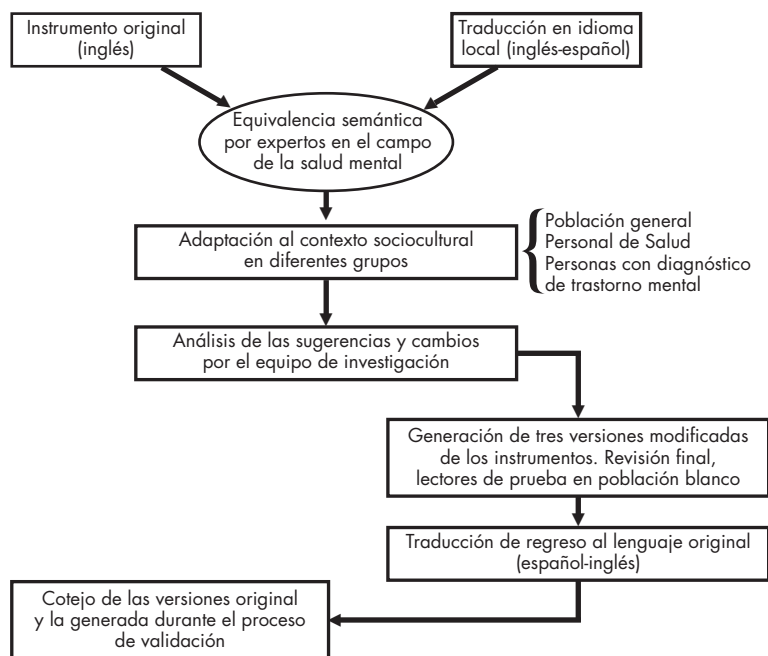 Instrumento original
(inglés)
Traducción en idioma
local (inglés-español)
Equivalencia semántica
por expertos en el campo
de la salud mental
Adaptación al contexto sociocultural
en diferentes grupos
Población general
Personal de Salud
Personas con diagnóstico
de trastorno mental
Análisis de las sugerencias y cambios
por el equipo de investigación
Generación de tres versiones modificadas
de los instrumentos. Revisión final,
lectores de prueba en población blanco
Traducción de regreso al lenguaje original
(español-inglés)
Cotejo de las versiones original
y la generada durante el proceso
de validación